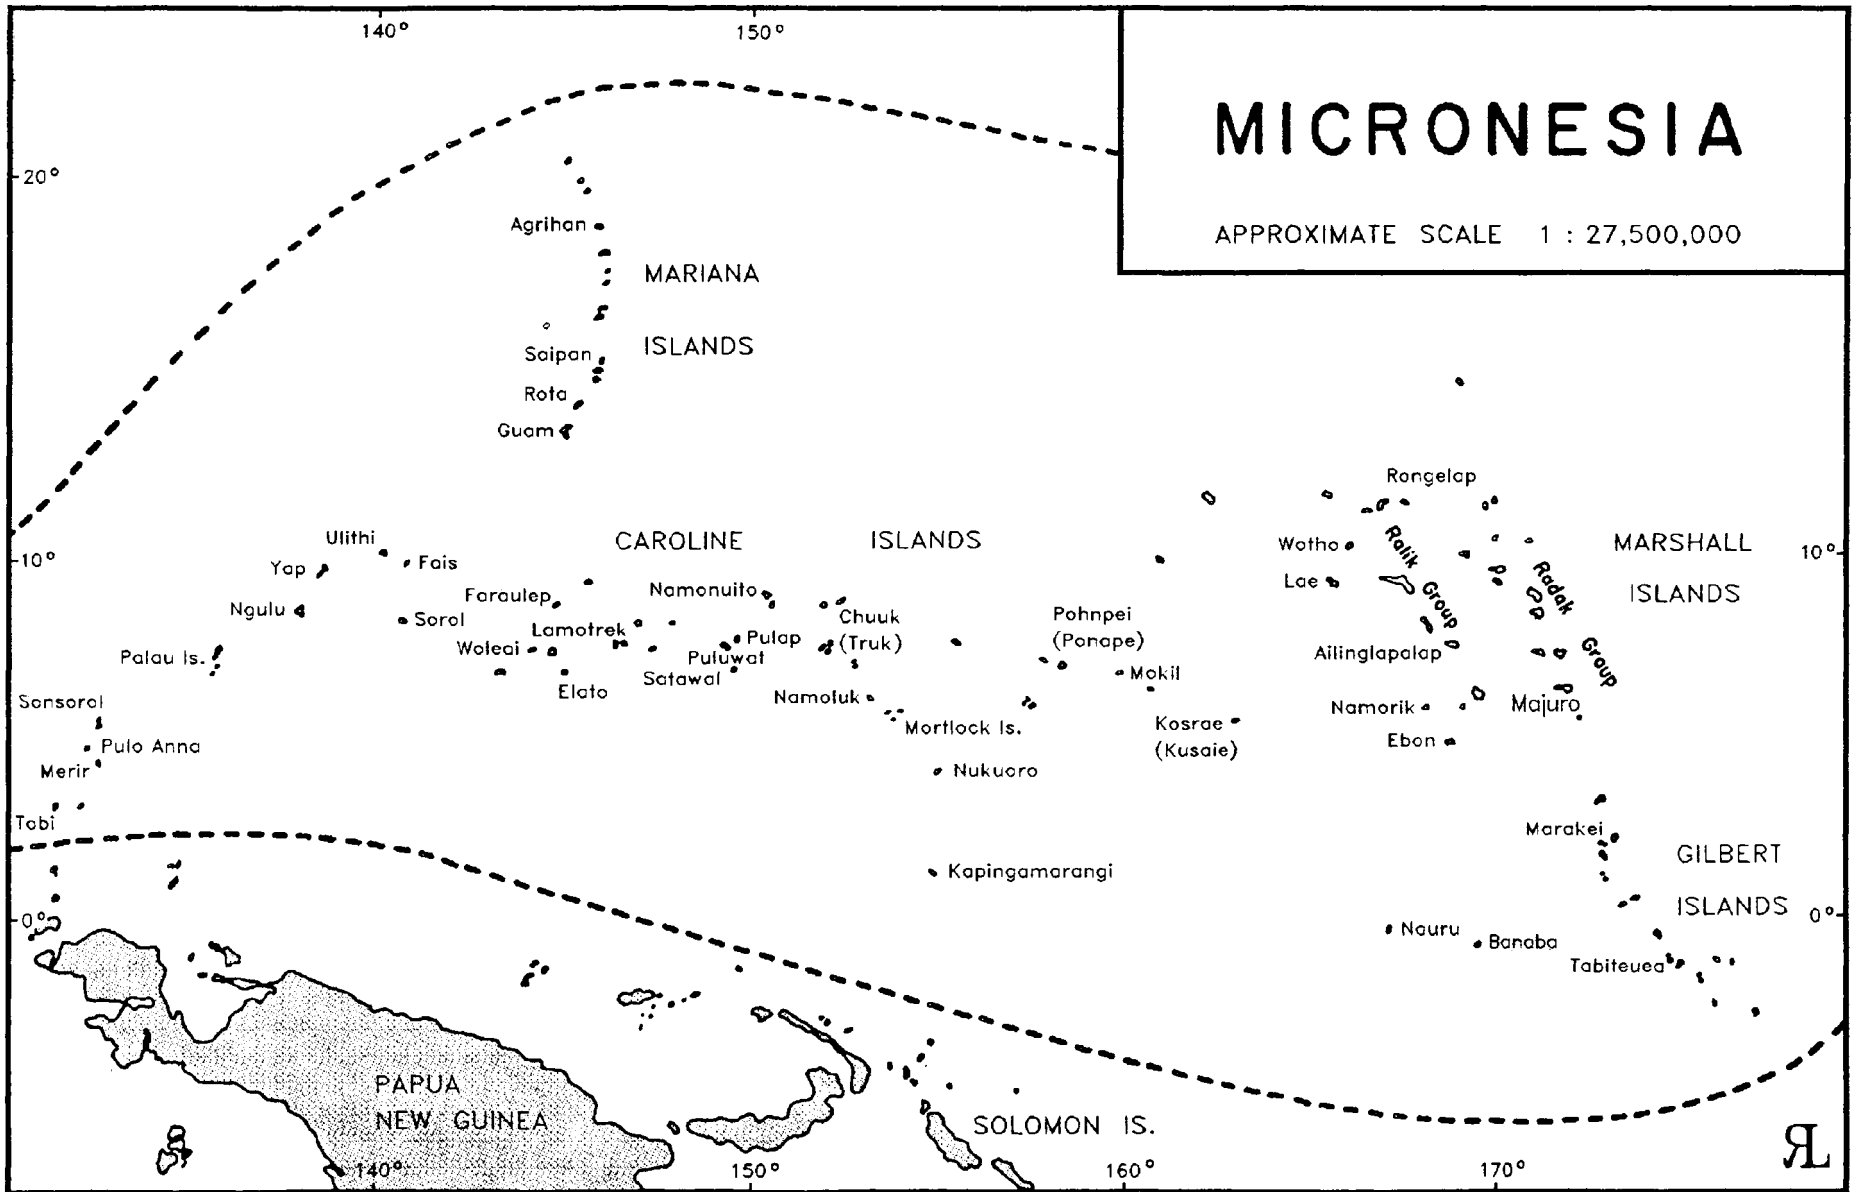 140°
150°
MICRONESIA
APPROXIMATE SCALE 1 : 27,500,000
20°
Agrihan
MARIANA
ISLANDS
Saipan
Rota
Guam
Rongelap
Ulithi
CAROLINE ISLANDS
Wotho
MARSHALL
ISLANDS
10°
10°
Yap
Fais
Ralik Group
Radak Group
Lae
Ngulu
Sorol
Faraulep
Namonuito
Chuuk
(Truk)
Pohnpei
(Ponape)
Lamotrek
Woleai
Pulap
Puluwat
Palau Is.
Elato
Satawal
Namoluk
Mokil
Ailinglapalap
Sonsorol
Mortlock Is.
Kosrae
(Kusaie)
Namorik
Majuro
Pulo Anna
Ebon
Merir
Nukuoro
Tobi
Marakei
GILBERT
ISLANDS
Kapingamarangi
0°
0°
Nauru
Banaba
Tabiteuea
PAPUA
NEW GUINEA
SOLOMON IS.
140°
150°
160°
170°